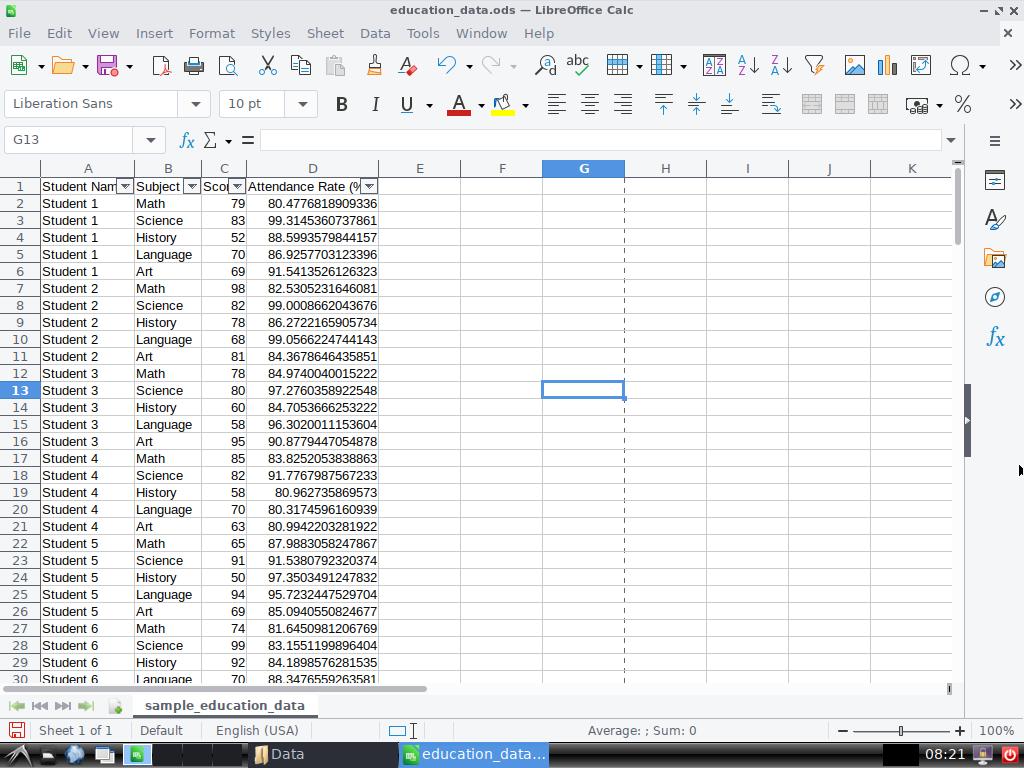 education_data.ods — LibreOffice Calc
File Edit View Insert Format Styles Sheet Data Tools Window Help
Liberation Sans 10 pt
G13
A B C D E F G H I J K
1 Student Nam Subject Scor Attendance Rate (%
2 Student 1 Math 79 80.4776818909336
3 Student 1 Science 83 99.3145360737861
4 Student 1 History 52 88.5993579844157
5 Student 1 Language 70 86.9257703123396
6 Student 1 Art 69 91.5413526126323
7 Student 2 Math 98 82.5305231646081
8 Student 2 Science 82 99.0008662043676
9 Student 2 History 78 86.2722165905734
10 Student 2 Language 68 99.0566224744143
11 Student 2 Art 81 84.3678646435851
12 Student 3 Math 78 84.9740040015222
13 Student 3 Science 80 97.2760358922548
14 Student 3 History 60 84.7053666253222
15 Student 3 Language 58 96.3020011153604
16 Student 3 Art 95 90.8779447054878
17 Student 4 Math 85 83.8252053838863
18 Student 4 Science 82 91.7767987567233
19 Student 4 History 58 80.962735869573
20 Student 4 Language 70 80.3174596160939
21 Student 4 Art 63 80.9942203281922
22 Student 5 Math 65 87.9883058247867
23 Student 5 Science 91 91.5380792320374
24 Student 5 History 50 97.3503491247832
25 Student 5 Language 94 95.7232447529704
26 Student 5 Art 69 85.0940550824677
27 Student 6 Math 74 81.6450981206769
28 Student 6 Science 99 83.1551199896404
29 Student 6 History 92 84.1898576281535
30 Student 6 Language 70 88.3476559263581
sample_education_data
Sheet 1 of 1 Default English (USA) Average: ; Sum: 0 100%
Data education_data... 08:21